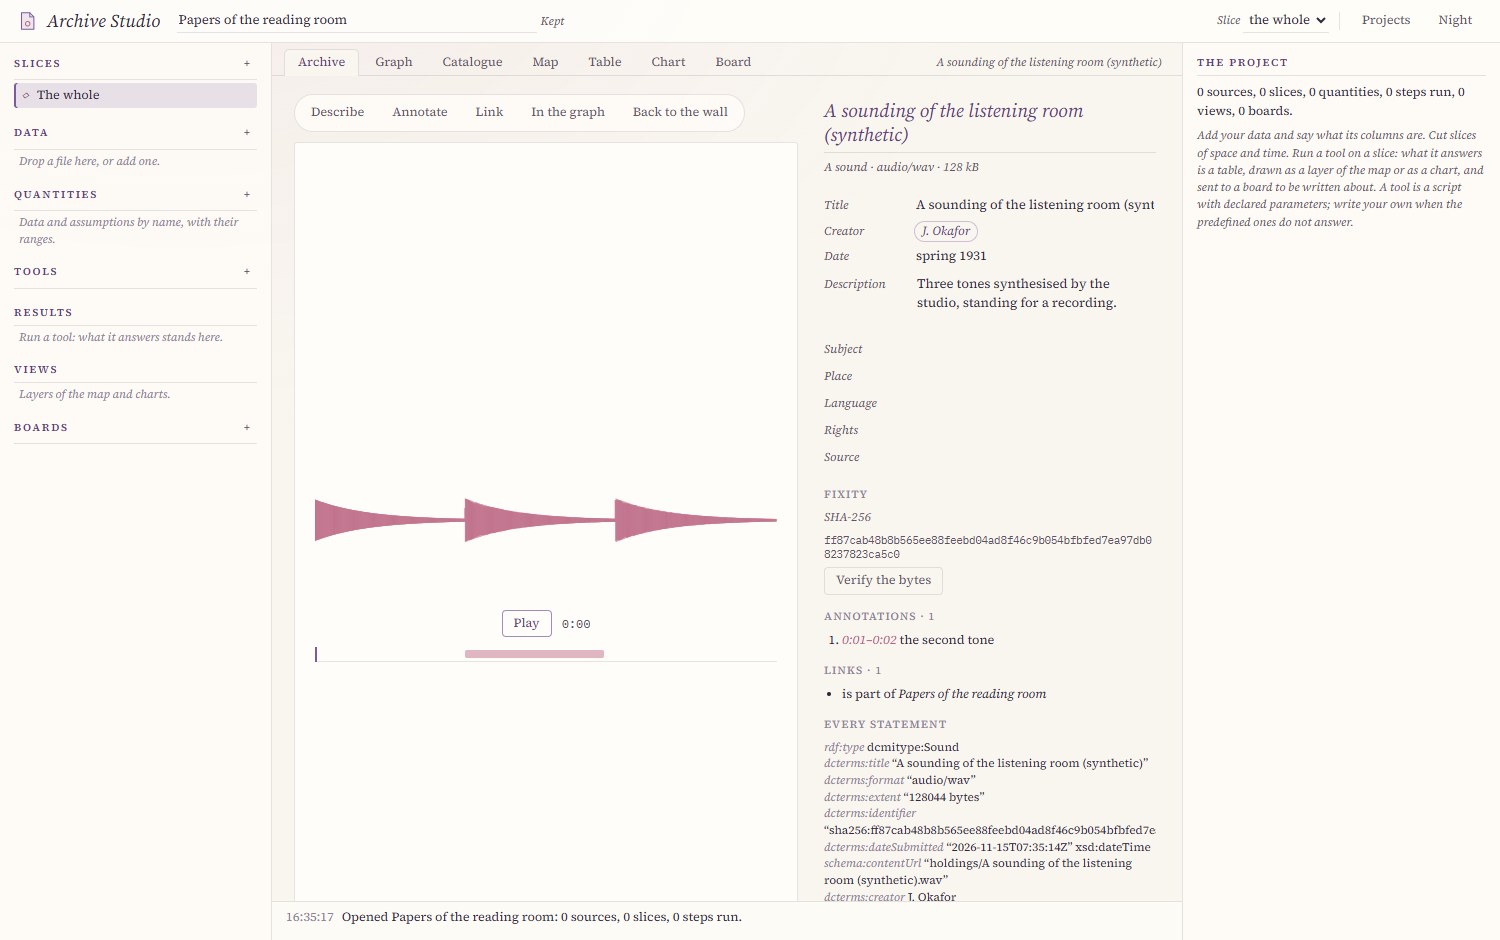 Archive Studio
Papers of the reading room
Kept
Slice
the whole
Projects
Night
SLICES
+
The whole
DATA
+
Drop a file here, or add one.
QUANTITIES
+
Data and assumptions by name, with their
ranges.
TOOLS
+
RESULTS
Run a tool: what it answers stands here.
VIEWS
Layers of the map and charts.
BOARDS
+
Archive
Graph
Catalogue
Map
Table
Chart
Board
A sounding of the listening room (synthetic)
Describe
Annotate
Link
In the graph
Back to the wall
Play
0:00
A sounding of the listening room
(synthetic)
A sound · audio/wav · 128 kB
Title
A sounding of the listening room (synt
Creator
J. Okafor
Date
spring 1931
Description
Three tones synthesised by the
studio, standing for a recording.
Subject
Place
Language
Rights
Source
FIXITY
SHA-256
ff87cab48b8b565ee88feebd04ad8f46c9b054bfbfed7ea97db0
8237823ca5c0
Verify the bytes
ANNOTATIONS · 1
1. 0:01–0:02 the second tone
LINKS · 1
• is part of Papers of the reading room
EVERY STATEMENT
rdf:type dcmitype:Sound
dcterms:title “A sounding of the listening room (synthetic)”
dcterms:format “audio/wav”
dcterms:extent “128044 bytes”
dcterms:identifier
“sha256:ff87cab48b8b565ee88feebd04ad8f46c9b054bfbfed7e
dcterms:dateSubmitted “2026-11-15T07:35:14Z” xsd:dateTime
schema:contentUrl “holdings/A sounding of the listening
room (synthetic).wav”
dcterms:creator J. Okafor
THE PROJECT
0 sources, 0 slices, 0 quantities, 0 steps run, 0
views, 0 boards.
Add your data and say what its columns are. Cut slices
of space and time. Run a tool on a slice: what it answers
is a table, drawn as a layer of the map or as a chart, and
sent to a board to be written about. A tool is a script
with declared parameters; write your own when the
predefined ones do not answer.
16:35:17 Opened Papers of the reading room: 0 sources, 0 slices, 0 steps run.